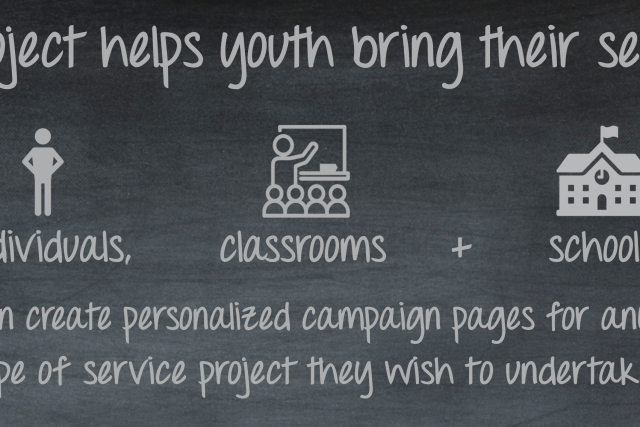 oject helps youth bring their se
dividuals, classrooms + school
n create personalized campaign pages for an
pe of service project they wish to undertak